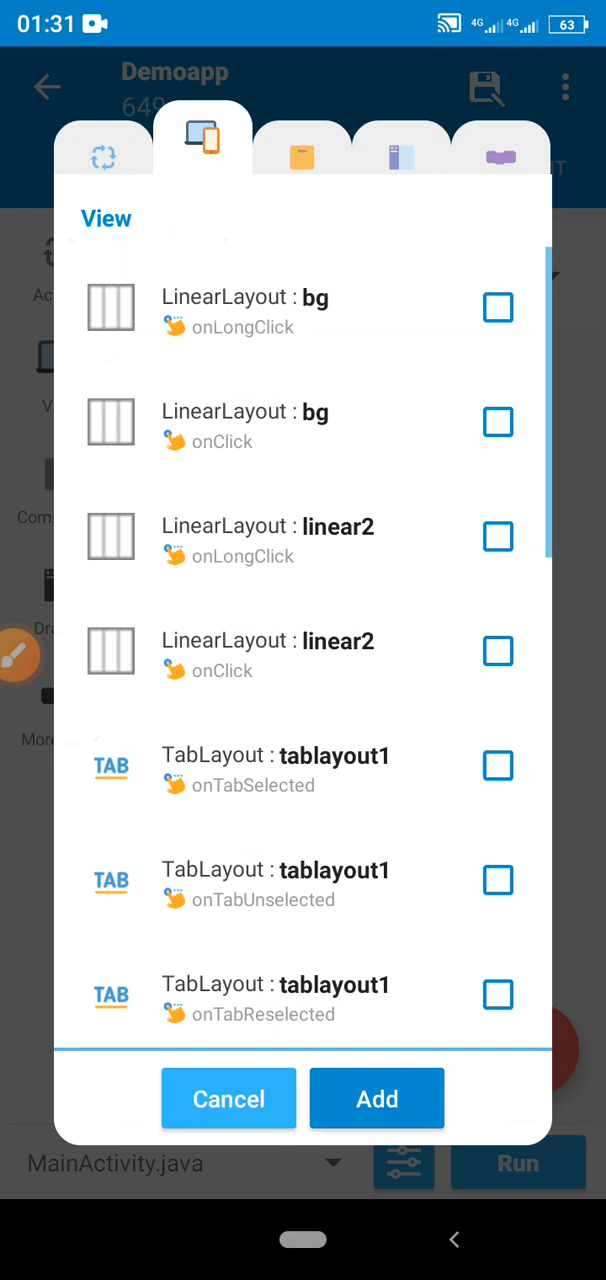 01:31
4G 4G 63
Demoapp
649
View
LinearLayout : bg
onLongClick
LinearLayout : bg
onClick
LinearLayout : linear2
onLongClick
LinearLayout : linear2
onClick
TAB TabLayout : tablayout1
onTabSelected
TAB TabLayout : tablayout1
onTabUnselected
TAB TabLayout : tablayout1
onTabReselected
Cancel Add
MainActivity.java Run